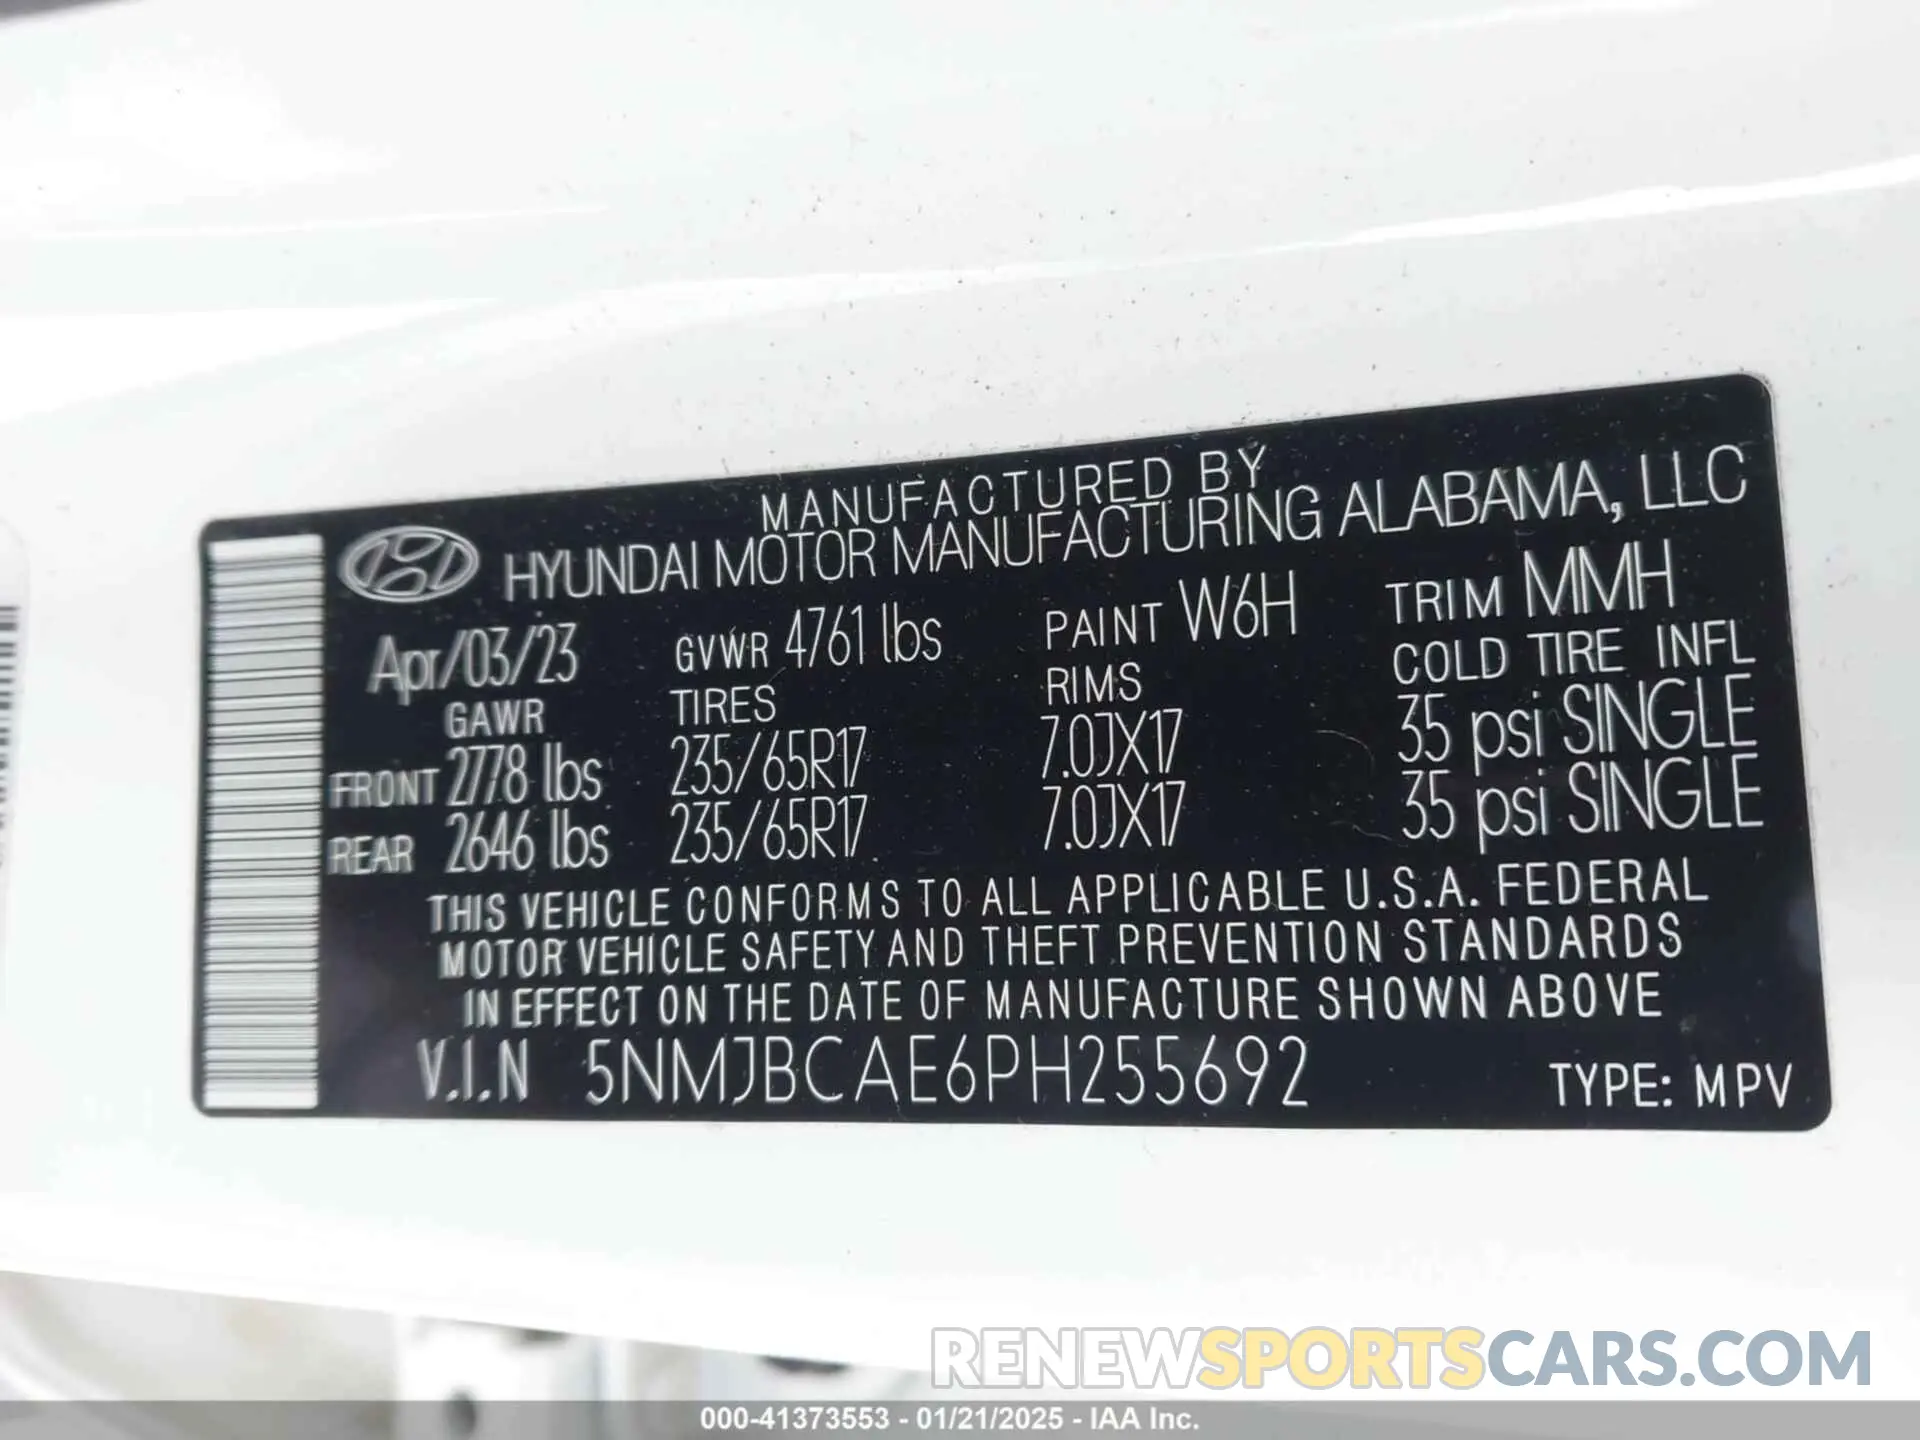 MANUFACTURED BY
HYUNDAI MOTOR MANUFACTURING ALABAMA, LLC
Apr/03/23 GVWR 4761 lbs PAINT W6H TRIM MMH
GAWR TIRES RIMS COLD TIRE INFL
FRONT 2778 lbs 235/65R17 7.0JX17 35 psi SINGLE
REAR 2646 lbs 235/65R17 7.0JX17 35 psi SINGLE
THIS VEHICLE CONFORMS TO ALL APPLICABLE U.S.A. FEDERAL
MOTOR VEHICLE SAFETY AND THEFT PREVENTION STANDARDS
IN EFFECT ON THE DATE OF MANUFACTURE SHOWN ABOVE
V.I.N 5NMJBCAE6PH255692 TYPE: MPV
RENEWSPORTSCARS.COM
000-41373553 - 01/21/2025 - IAA Inc.